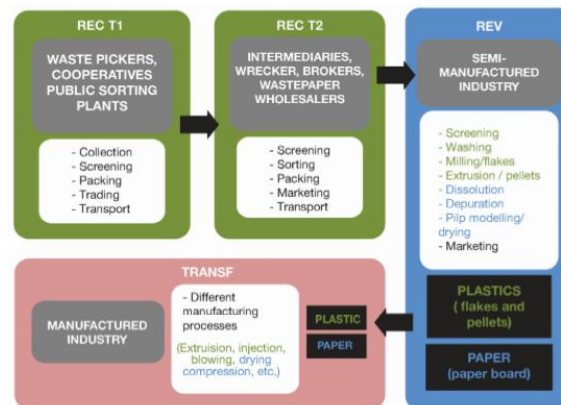 REC T1
WASTE PICKERS,
COOPERATIVES
PUBLIC SORTING
PLANTS
- Collection
- Screening
- Packing
- Trading
- Transport
REC T2
INTERMEDIARIES,
WRECKER, BROKERS,
WASTEPAPER
WHOLESALERS
- Screening
- Sorting
- Packing
- Marketing
- Transport
REV
SEMI-
MANUFACTURED
INDUSTRY
- Screening
- Washing
- Milling/flakes
- Extrusion / pellets
- Dissolution
- Depuration
- Pilp modelling/
drying
- Marketing
PLASTICS
( flakes and
pellets)
PAPER
(paper board)
TRANSF
MANUFACTURED
INDUSTRY
- Different
manufacturing
processes
(Extruision, injection,
blowing, drying
compression, etc.)
PLASTIC
PAPER